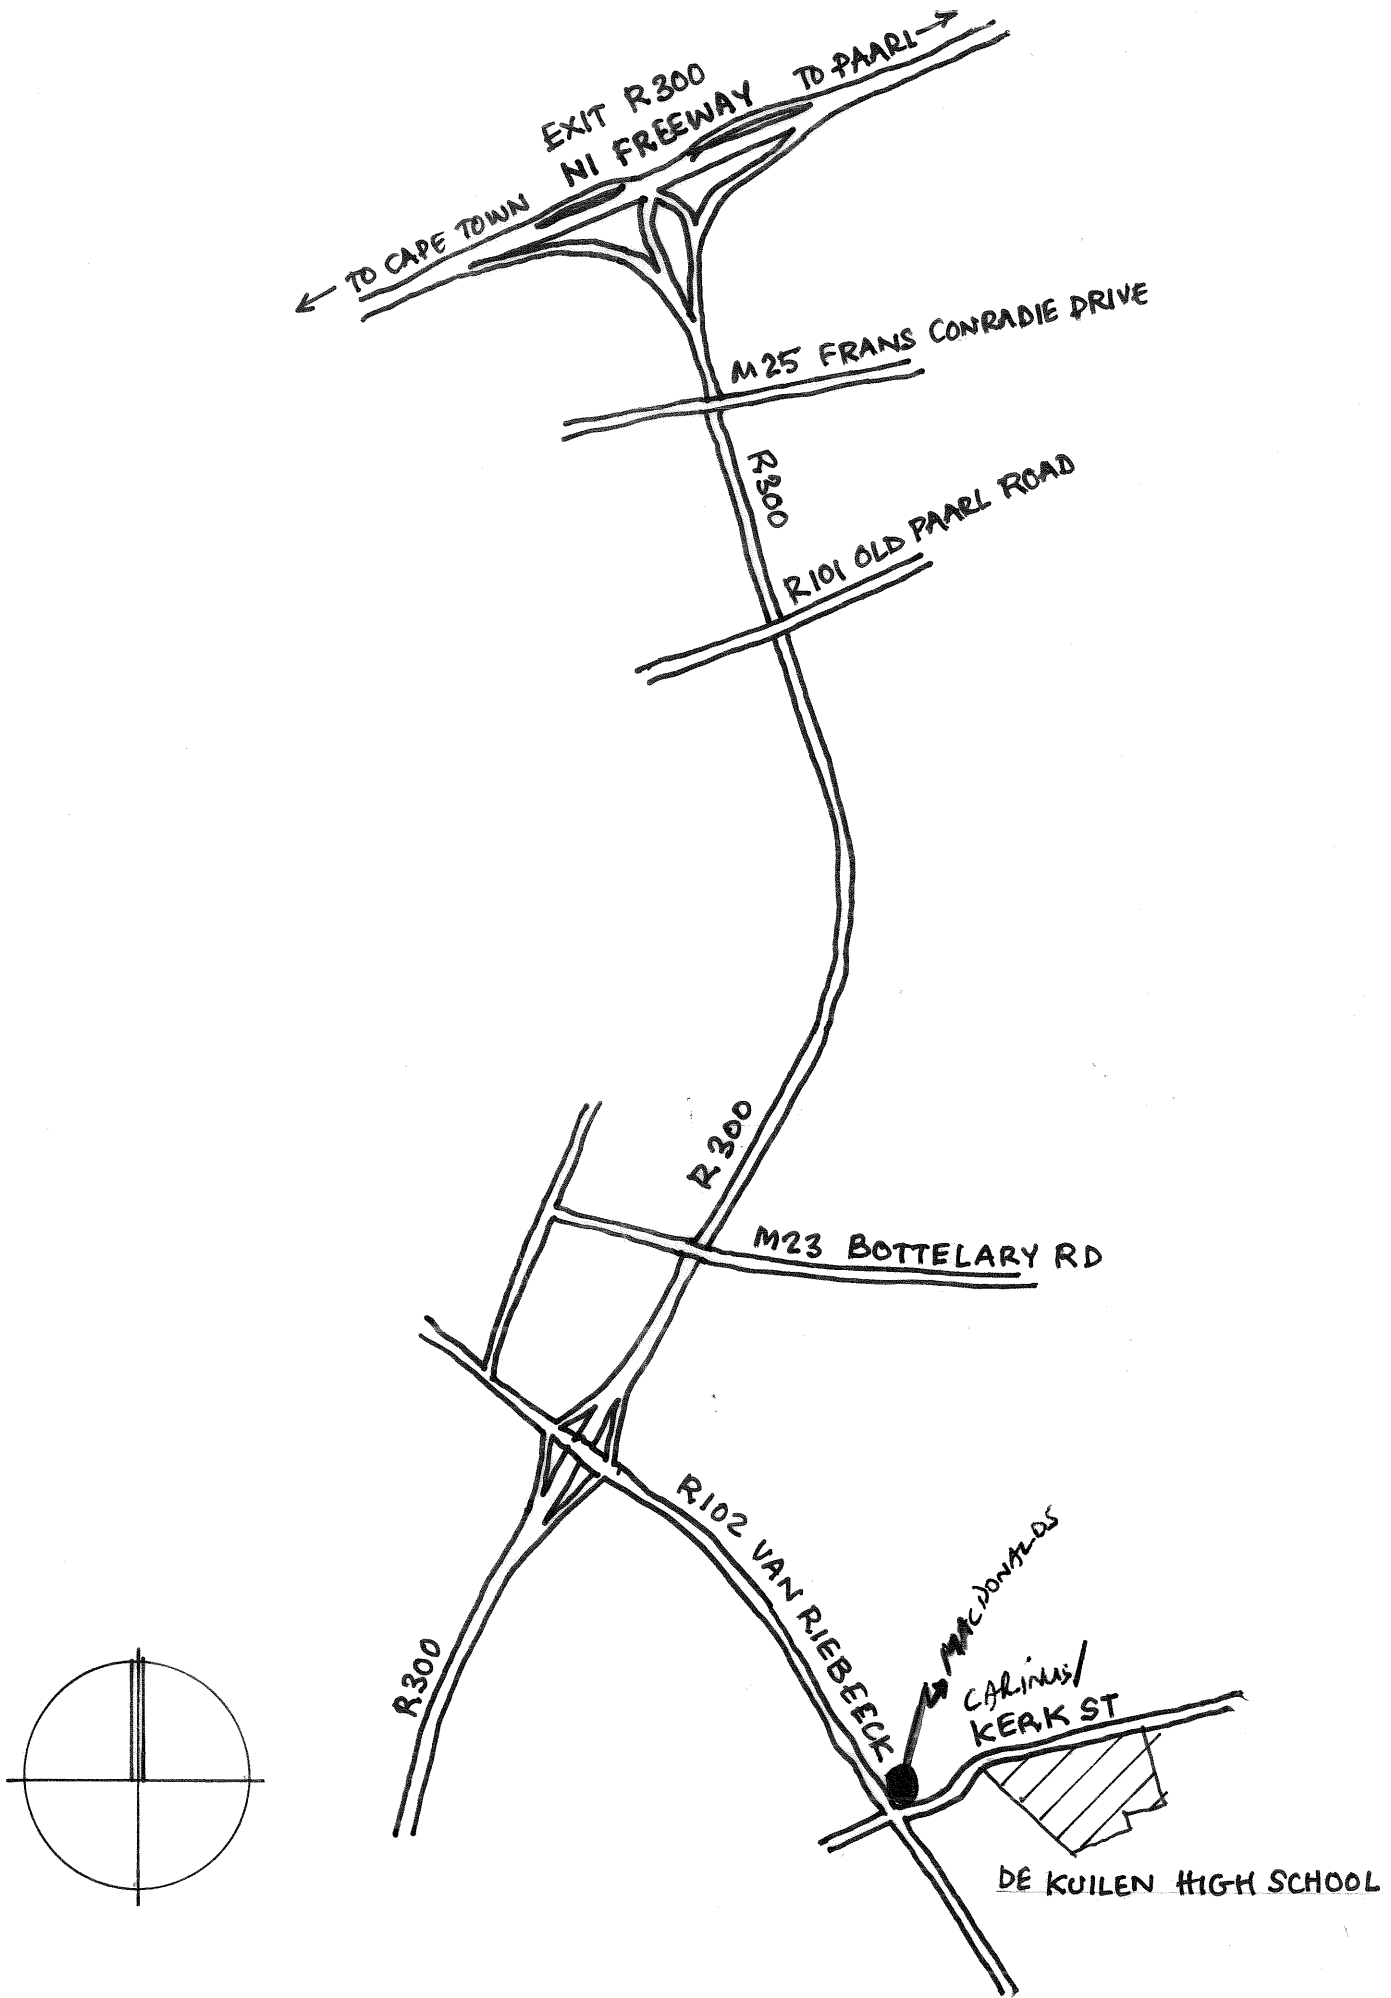 EXIT R300
N1 FREEWAY
TO PAARL
TO CAPE TOWN
M25 FRANS CONRADIE DRIVE
R300
R101 OLD PAARL ROAD
R300
M23 BOTTELARY RD
R102 VAN RIEBEECK
MACDONALDS
R300
CARINUS/
KERK ST
DE KUILEN HIGH SCHOOL